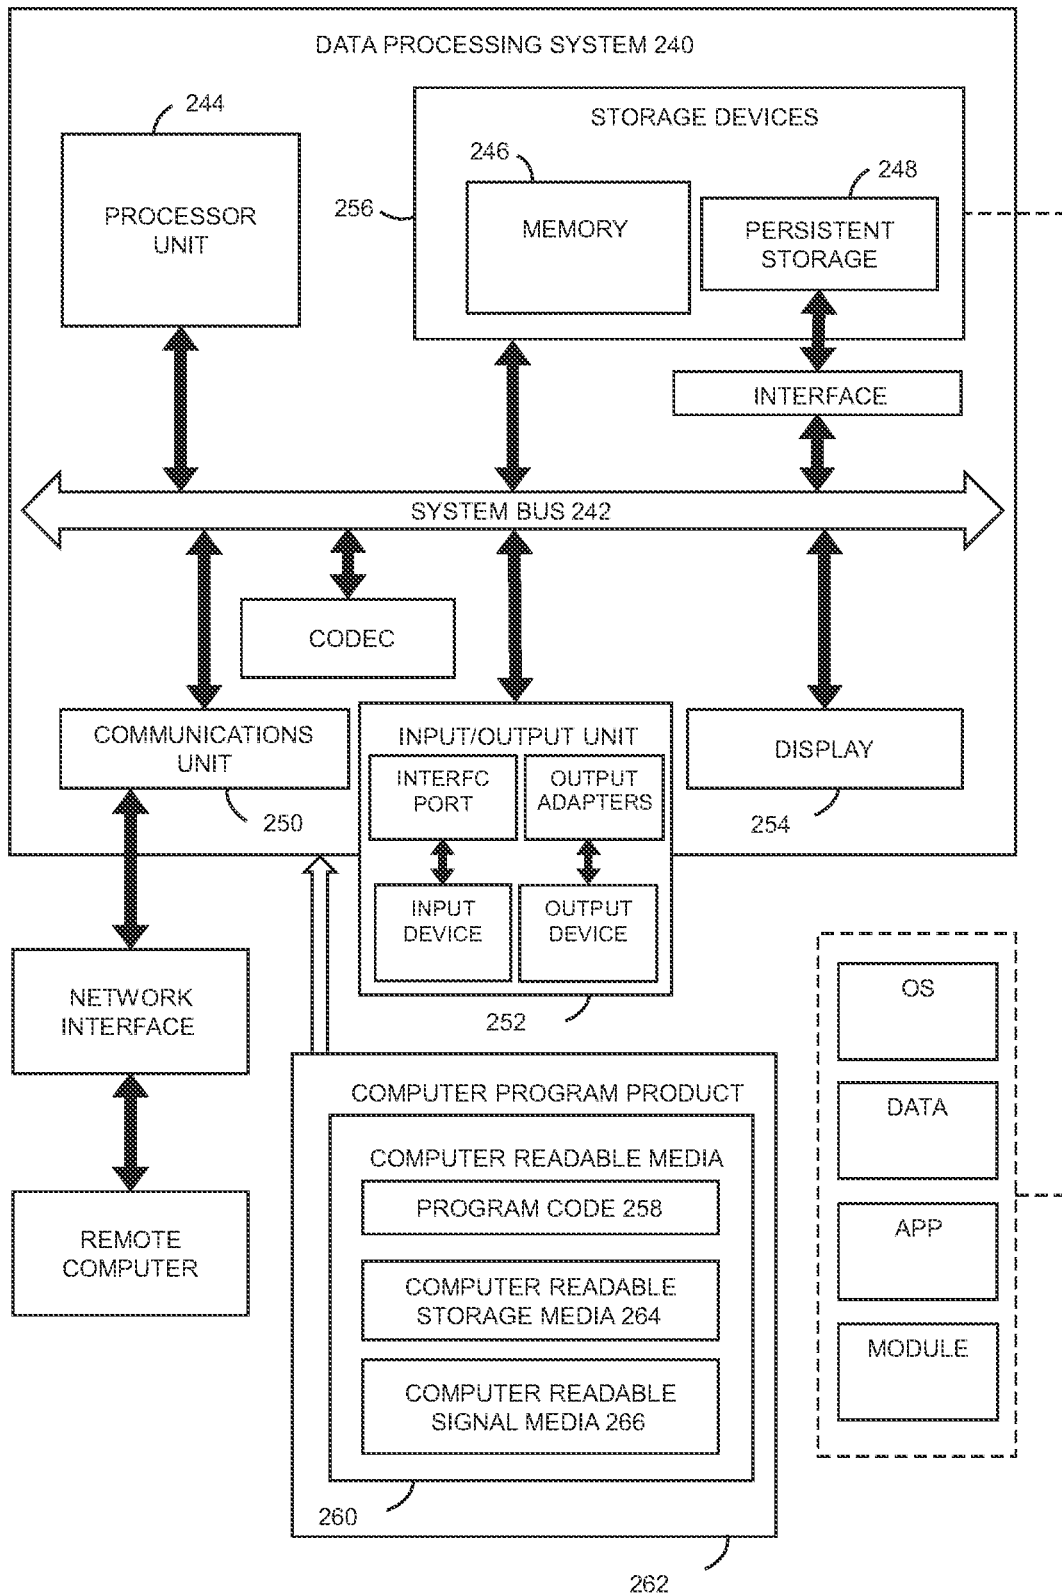 DATA PROCESSING SYSTEM 240
244
STORAGE DEVICES
246
248
256
PROCESSOR
UNIT
MEMORY
PERSISTENT
STORAGE
INTERFACE
SYSTEM BUS 242
CODEC
COMMUNICATIONS
UNIT
INPUT/OUTPUT UNIT
DISPLAY
INTERFC
PORT
OUTPUT
ADAPTERS
250
254
INPUT
DEVICE
OUTPUT
DEVICE
252
NETWORK
INTERFACE
OS
COMPUTER PROGRAM PRODUCT
DATA
COMPUTER READABLE MEDIA
PROGRAM CODE 258
REMOTE
COMPUTER
APP
COMPUTER READABLE
STORAGE MEDIA 264
MODULE
COMPUTER READABLE
SIGNAL MEDIA 266
260
262